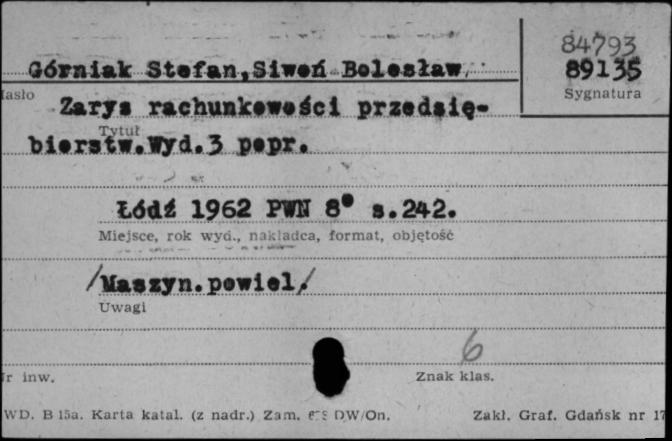 84793
Górniak Stefan,Siwoń Bolesław
89135
Sygnatura
Hasło
Zarys rachunkowości przedsię-
Tytuł
biorstw.Wyd.3 popr.
Łódź 1962 PWN 8° s.242.
Miejsce, rok wyd., nakładca, format, objętość
/Maszyn.powiel./
Uwagi
6
Nr inw.
Znak klas.
WD. B 15a. Karta katal. (z nadr.) Zam. DW/On.
Zakł. Graf. Gdańsk nr 17